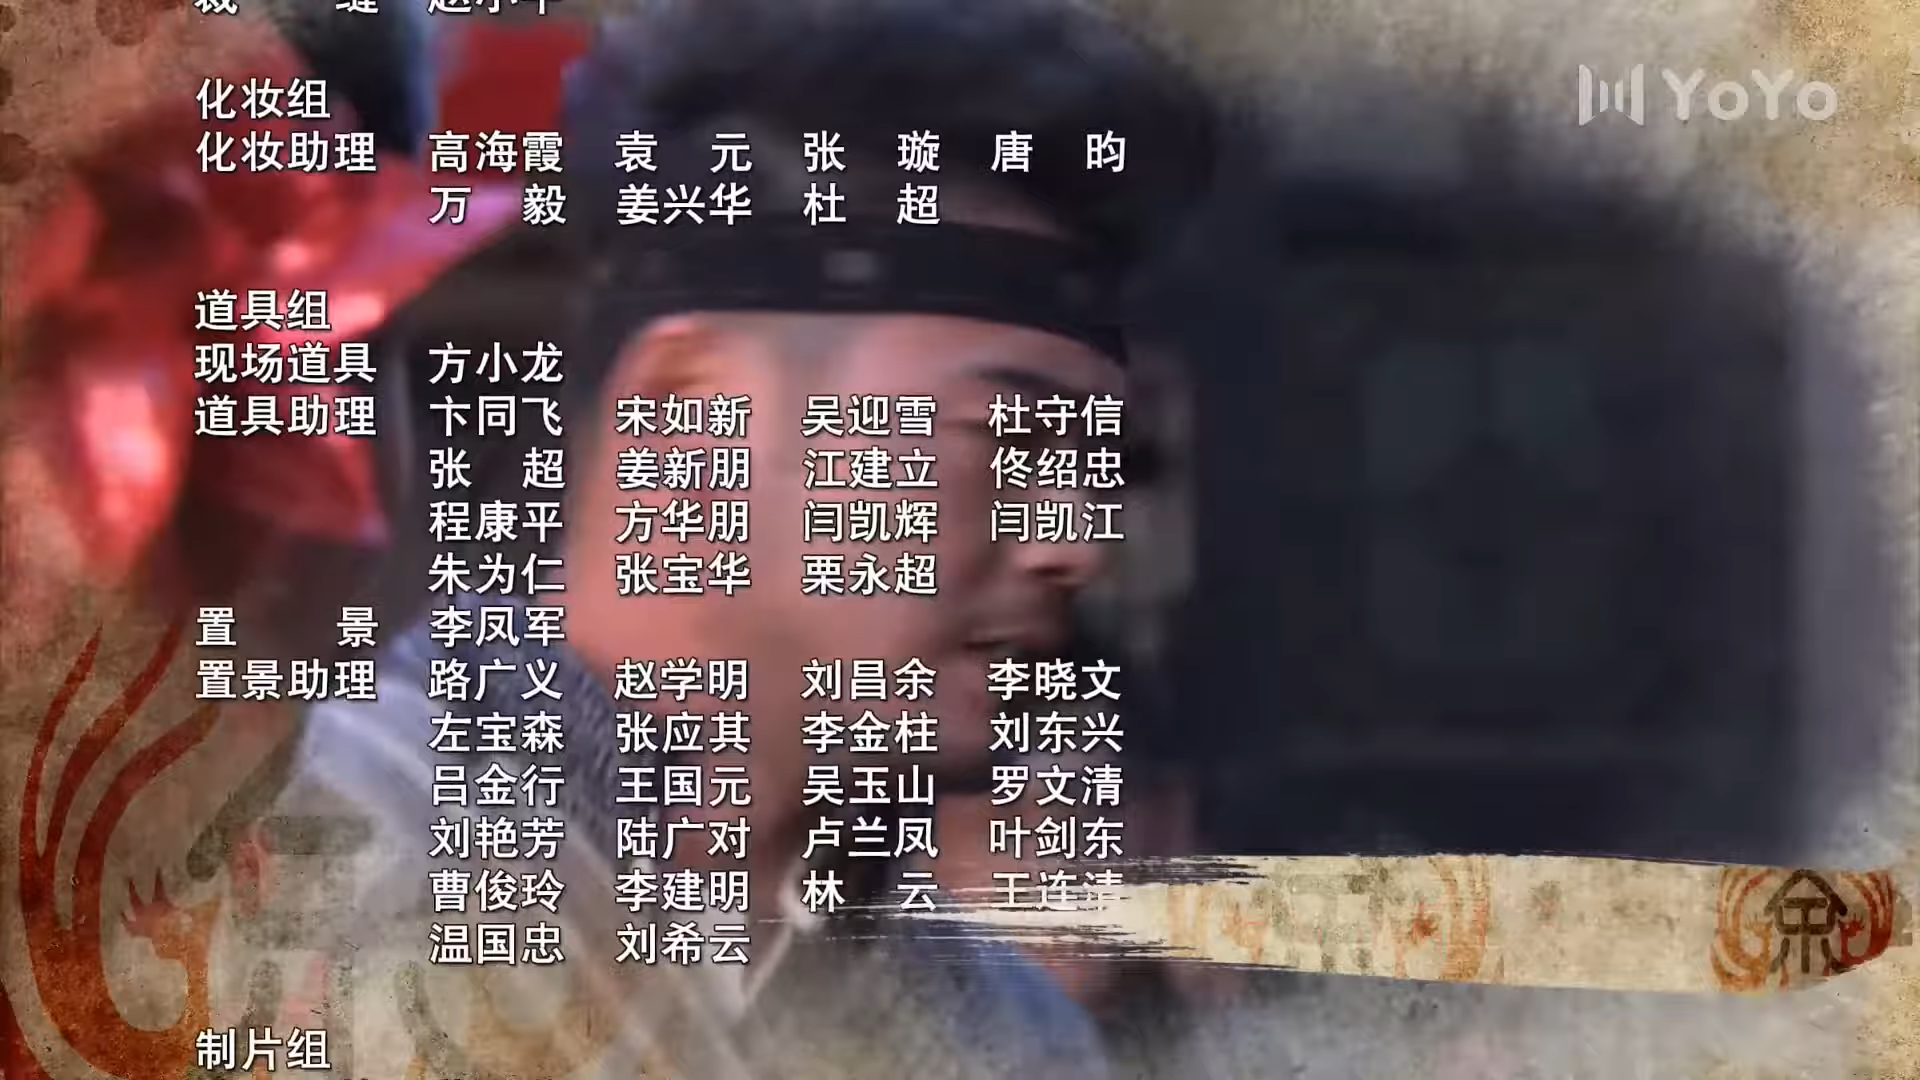 裁 缝 赵小军
YoYo
化妆组
化妆助理 高海霞 袁 元 张 璇 唐 昀
万 毅 姜兴华 杜 超
道具组
现场道具 方小龙
道具助理 卞同飞 宋如新 吴迎雪 杜守信
张 超 姜新朋 江建立 佟绍忠
程康平 方华朋 闫凯辉 闫凯江
朱为仁 张宝华 栗永超
置 景 李凤军
置景助理 路广义 赵学明 刘昌余 李晓文
左宝森 张应其 李金柱 刘东兴
吕金行 王国元 吴玉山 罗文清
刘艳芳 陆广对 卢兰凤 叶剑东
曹俊玲 李建明 林 云 王连清
温国忠 刘希云
制片组